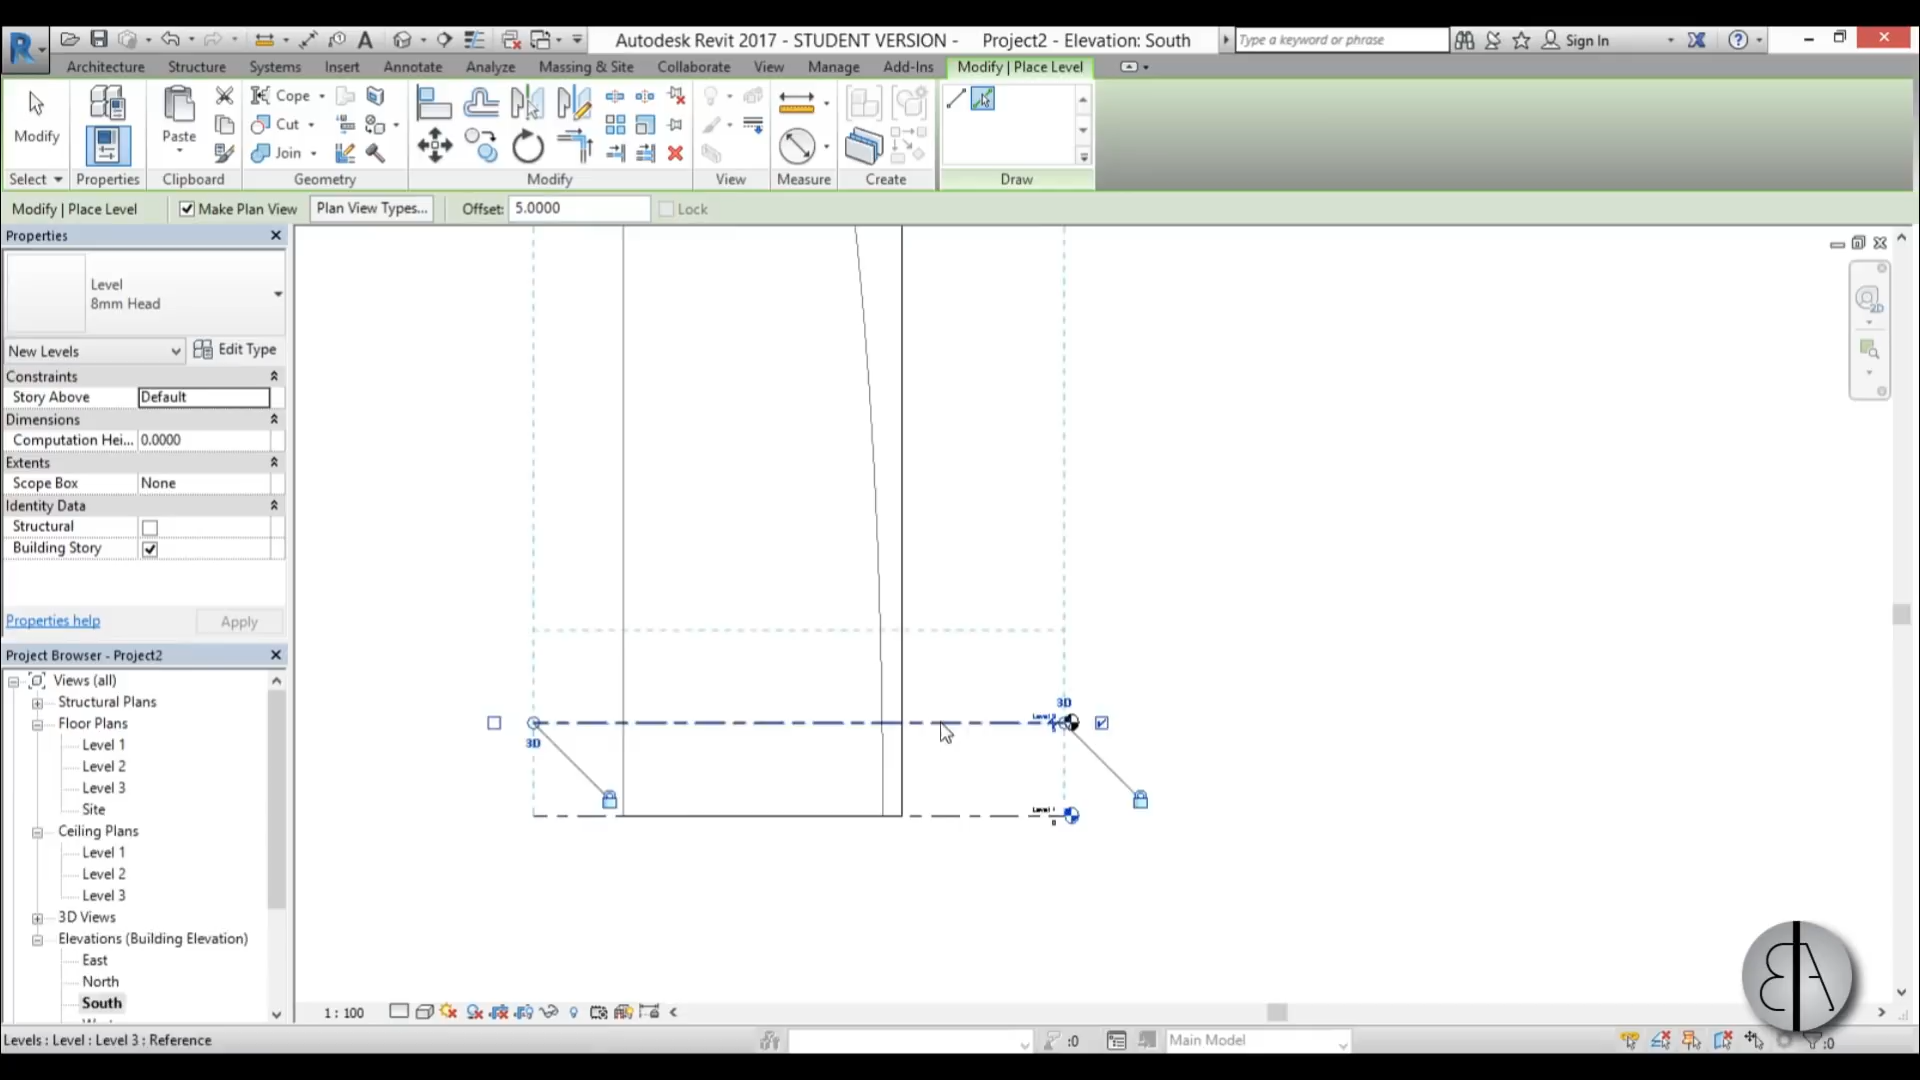 Autodesk Revit 2017 - STUDENT VERSION - Project2 - Elevation: South
Type a keyword or phrase
Sign In
Architecture Structure Systems Insert Annotate Analyze Massing & Site Collaborate View Manage Add-Ins Modify | Place Level
Modify Paste Cope Cut Join
Select Properties Clipboard Geometry Modify View Measure Create Draw
Modify | Place Level Make Plan View Plan View Types... Offset: 5.0000 Lock
Properties
Level
8mm Head
New Levels Edit Type
Constraints
Story Above Default
Dimensions
Computation Hei... 0.0000
Extents
Scope Box None
Identity Data
Structural
Building Story
Properties help Apply
Project Browser - Project2
Views (all)
Structural Plans
Floor Plans
Level 1
Level 2
Level 3
Site
Ceiling Plans
Level 1
Level 2
Level 3
3D Views
Elevations (Building Elevation)
East
North
South
2D
3D
3D
Level 1
1 : 100
Levels : Level : Level 3 : Reference
:0
Main Model
:0